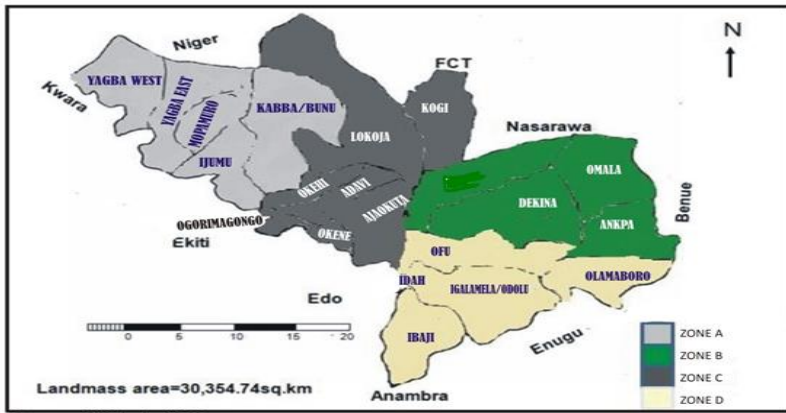 Niger
N
FCT
Kwara
YAGBA WEST
YAGBA EAST
MOPAMURO
KABBA/BUNU
KOGI
Nasarawa
LOKOJA
IJUMU
OMALA
OKEHI
ADAVI
AJAOKUTA
DEKINA
Benue
OGORIMAGONGO
ANKPA
Ekiti
OKENE
OFU
IDAH
IGALAMELA/ODOLU
OLAMABORO
Edo
IBAJI
Enugu
0 5 10 15 20
ZONE A
ZONE B
ZONE C
ZONE D
Landmass area=30,354.74sq.km
Anambra